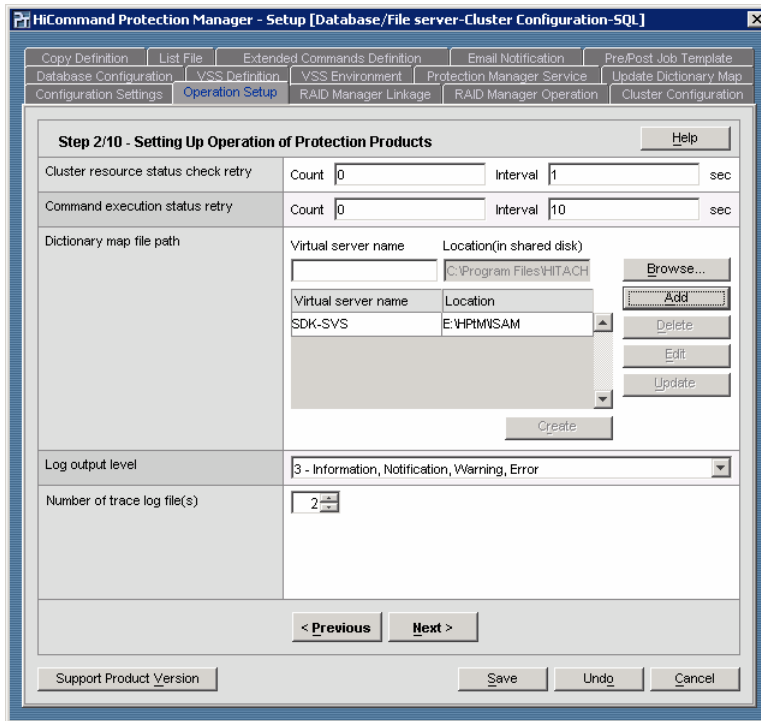 HiCommand Protection Manager - Setup [Database/File server-Cluster Configuration-SQL]
Copy Definition List File Extended Commands Definition Email Notification Pre/Post Job Template
Database Configuration VSS Definition VSS Environment Protection Manager Service Update Dictionary Map
Configuration Settings Operation Setup RAID Manager Linkage RAID Manager Operation Cluster Configuration
Step 2/10 - Setting Up Operation of Protection Products Help
Cluster resource status check retry Count 0 Interval 1 sec
Command execution status retry Count 0 Interval 10 sec
Dictionary map file path
Virtual server name Location(in shared disk)
C:\Program Files\HITACH Browse...
Virtual server name Location Add
SDK-SVS E:\HPtM\ISAM Delete
Edit
Update
Create
Log output level 3 - Information, Notification, Warning, Error
Number of trace log file(s) 2
< Previous Next >
Support Product Version Save Undo Cancel